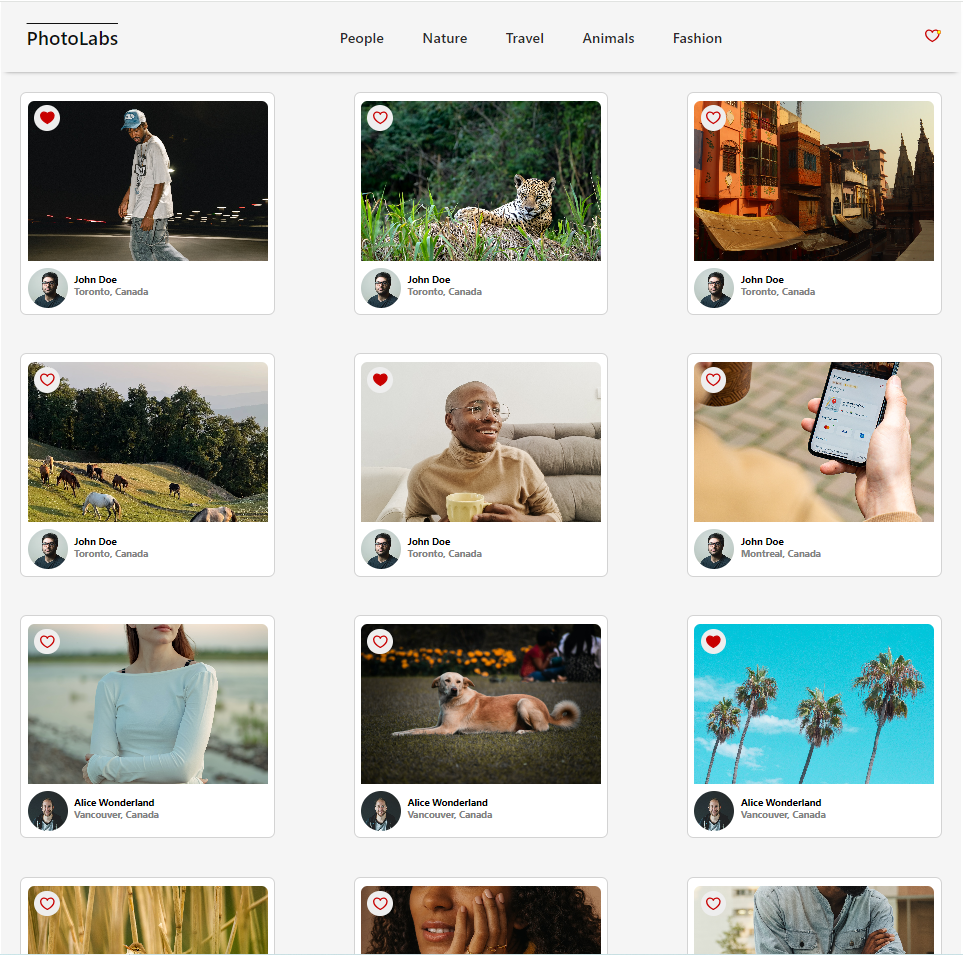 PhotoLabs
People
Nature
Travel
Animals
Fashion
John Doe
Toronto, Canada
John Doe
Toronto, Canada
John Doe
Toronto, Canada
John Doe
Toronto, Canada
John Doe
Toronto, Canada
John Doe
Montreal, Canada
Alice Wonderland
Vancouver, Canada
Alice Wonderland
Vancouver, Canada
Alice Wonderland
Vancouver, Canada